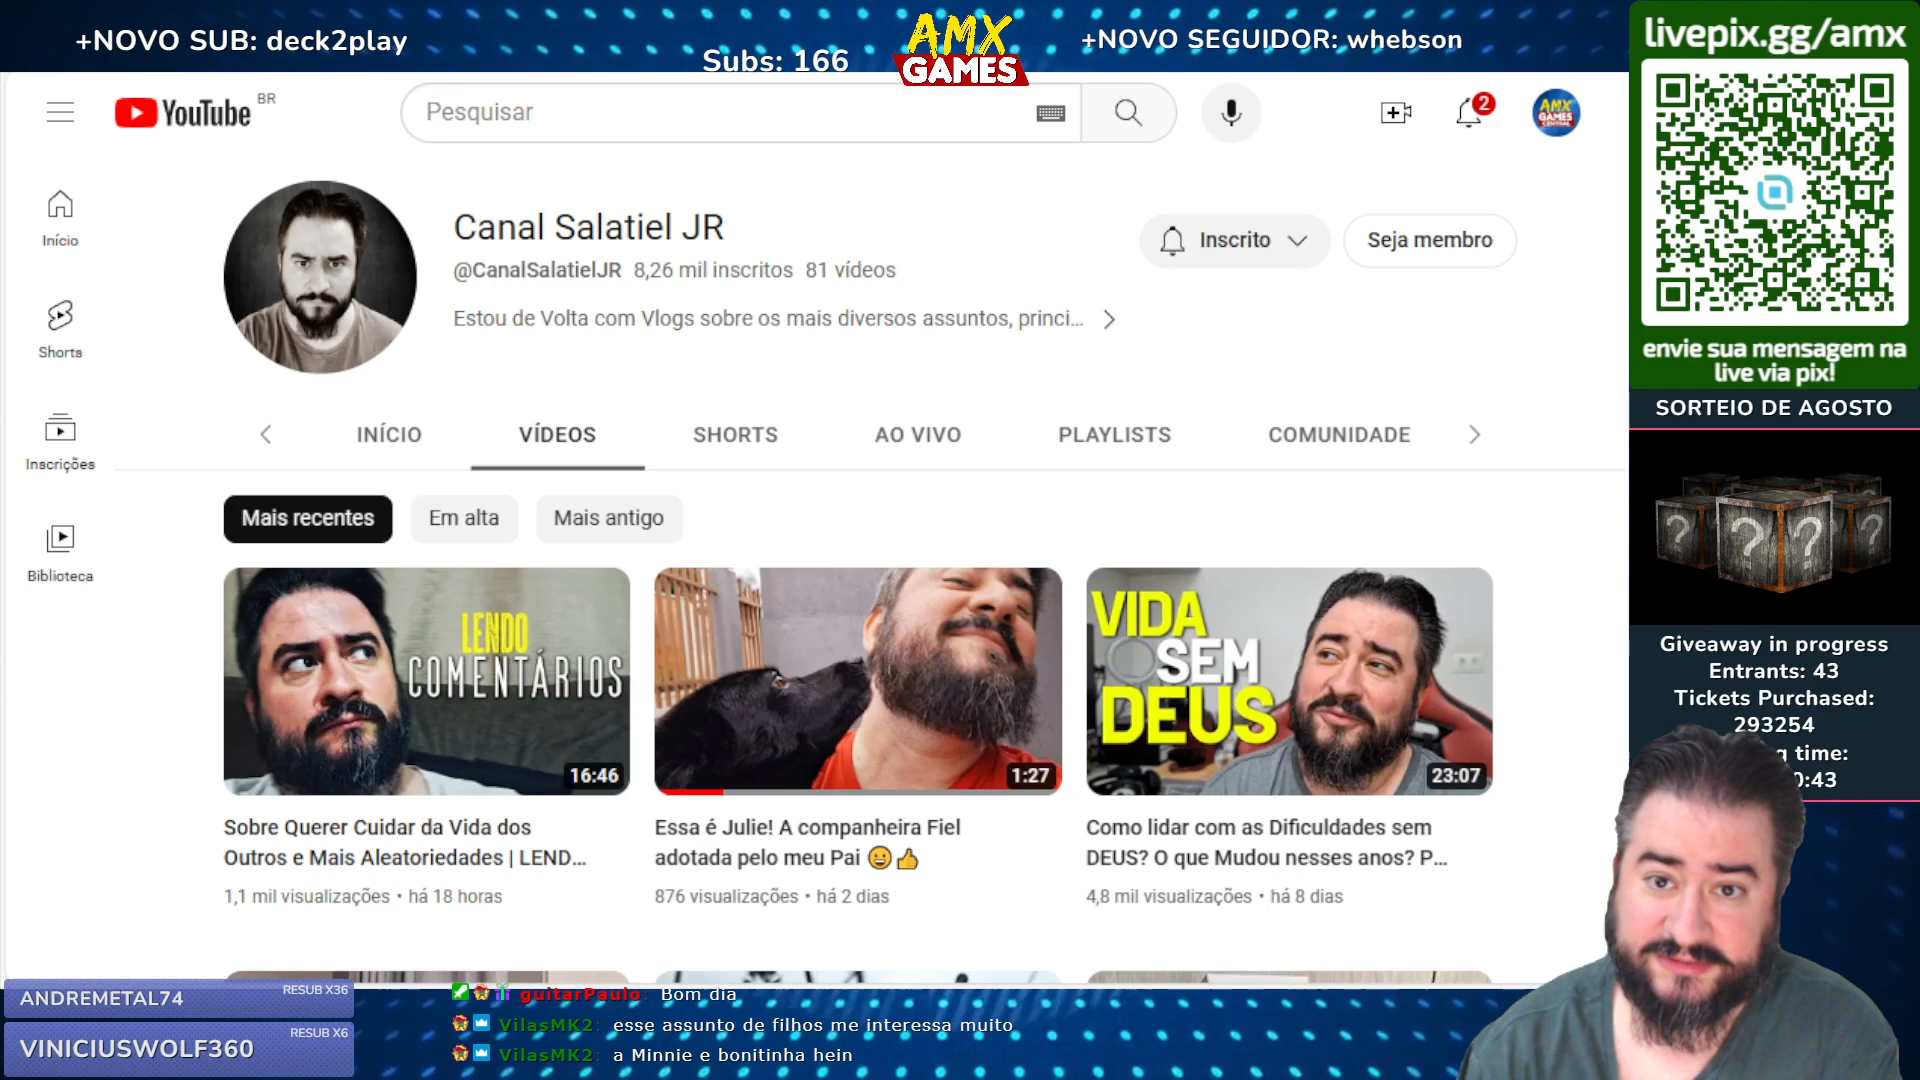 +NOVO SUB: deck2play
Subs: 166
AMX
GAMES
+NOVO SEGUIDOR: whebson
livepix.gg/amx
YouTube
BR
Pesquisar
2
AMX
GAMES
CENTRAL
Início
Shorts
Inscrições
Biblioteca
Canal Salatiel JR
@CanalSalatielJR 8,26 mil inscritos 81 vídeos
Estou de Volta com Vlogs sobre os mais diversos assuntos, princi...
Inscrito
Seja membro
envie sua mensagem na
live via pix!
SORTEIO DE AGOSTO
INÍCIO
VÍDEOS
SHORTS
AO VIVO
PLAYLISTS
COMUNIDADE
Mais recentes
Em alta
Mais antigo
? ? ? ?
LENDO
COMENTÁRIOS
16:46
1:27
VIDA
SEM
DEUS
23:07
Sobre Querer Cuidar da Vida dos
Outros e Mais Aleatoriedades | LEND...
1,1 mil visualizações • há 18 horas
Essa é Julie! A companheira Fiel
adotada pelo meu Pai 😀👍
876 visualizações • há 2 dias
Como lidar com as Dificuldades sem
DEUS? O que Mudou nesses anos? P...
4,8 mil visualizações • há 8 dias
Giveaway in progress
Entrants: 43
Tickets Purchased:
293254
time:
0:43
ANDREMETAL74
RESUB X36
VINICIUSWOLF360
RESUB X6
guitarPaulo: Bom dia
VilasMK2: esse assunto de filhos me interessa muito
VilasMK2: a Minnie e bonitinha hein